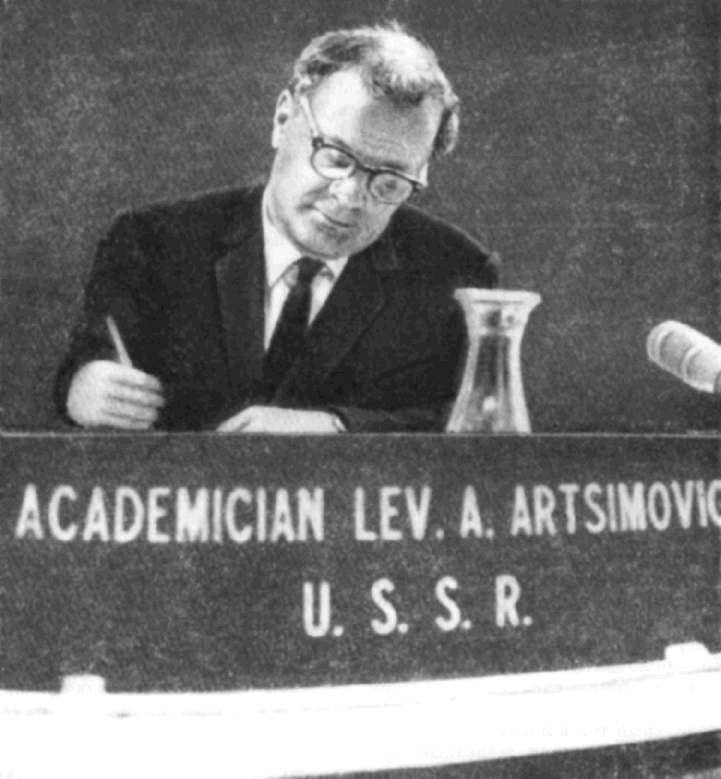 ACADEMICIAN LEV. A. ARTSIMOVIC
U. S. S. R.